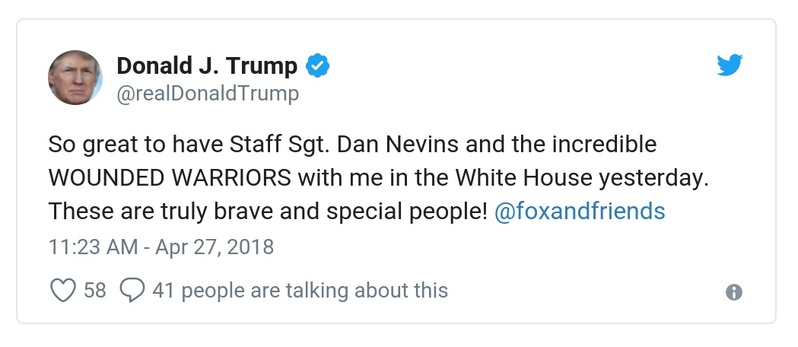 Donald J. Trump
@realDonaldTrump
So great to have Staff Sgt. Dan Nevins and the incredible
WOUNDED WARRIORS with me in the White House yesterday.
These are truly brave and special people! @foxandfriends
11:23 AM - Apr 27, 2018
58 41 people are talking about this